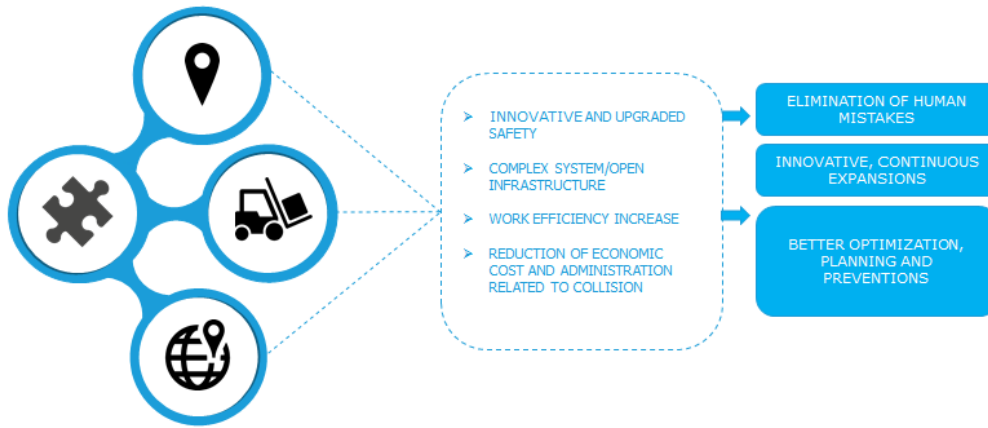 INNOVATIVE AND UPGRADED
SAFETY
COMPLEX SYSTEM/OPEN
INFRASTRUCTURE
WORK EFFICIENCY INCREASE
REDUCTION OF ECONOMIC
COST AND ADMINISTRATION
RELATED TO COLLISION
ELIMINATION OF HUMAN
MISTAKES
INNOVATIVE, CONTINUOUS
EXPANSIONS
BETTER OPTIMIZATION,
PLANNING AND
PREVENTIONS